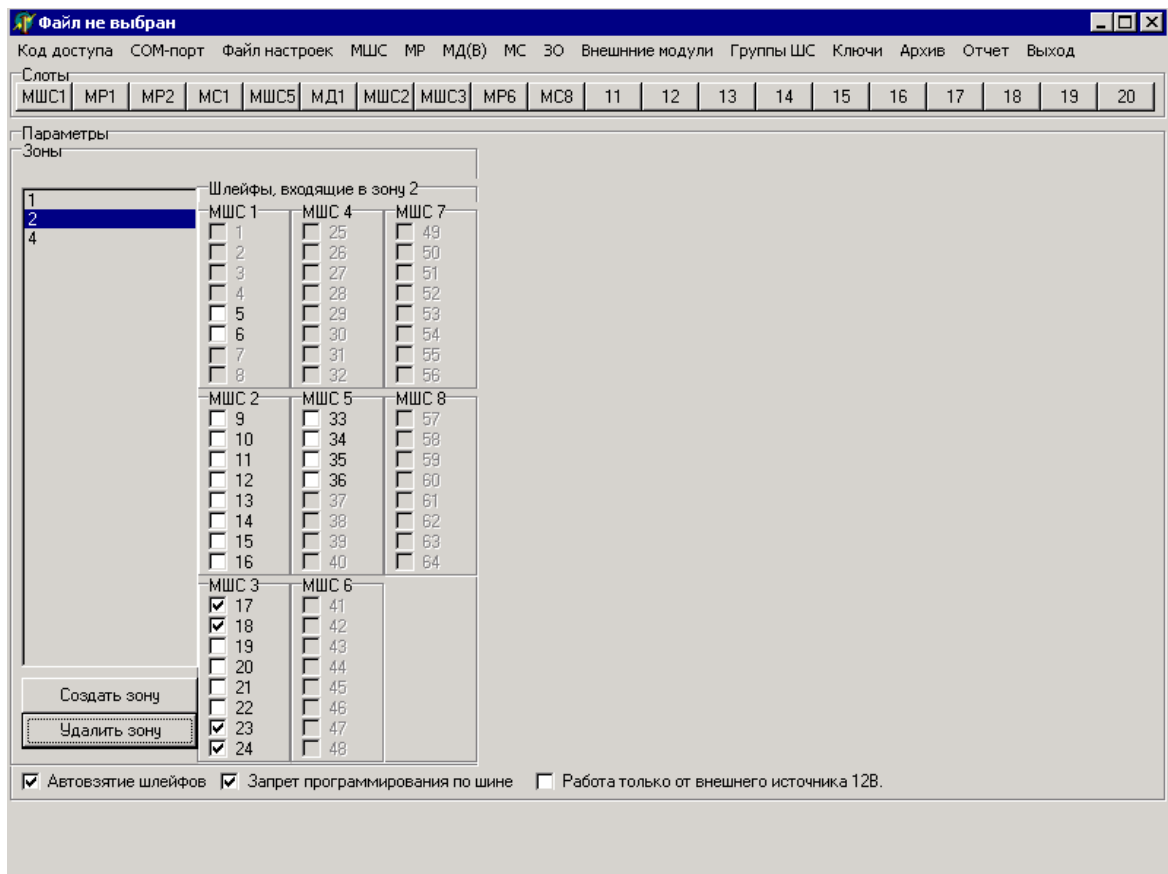 Файл не выбран
Код доступа COM-порт Файл настроек МШС МР МД(В) МС ЗО Внешнние модули Группы ШС Ключи Архив Отчет Выход
Слоты
МШС1 МР1 МР2 МС1 МШС5 МД1 МШС2 МШС3 МР6 МС8 11 12 13 14 15 16 17 18 19 20
Параметры
Зоны
Шлейфы, входящие в зону 2
1
2
4
МШС 1 МШС 4 МШС 7
1 25 49
2 26 50
3 27 51
4 28 52
5 29 53
6 30 54
7 31 55
8 32 56
МШС 2 МШС 5 МШС 8
9 33 57
10 34 58
11 35 59
12 36 60
13 37 61
14 38 62
15 39 63
16 40 64
МШС 3 МШС 6
17 41
18 42
19 43
20 44
21 45
22 46
23 47
24 48
Создать зону
Удалить зону
Автовзятие шлейфов Запрет программирования по шине Работа только от внешнего источника 12В.